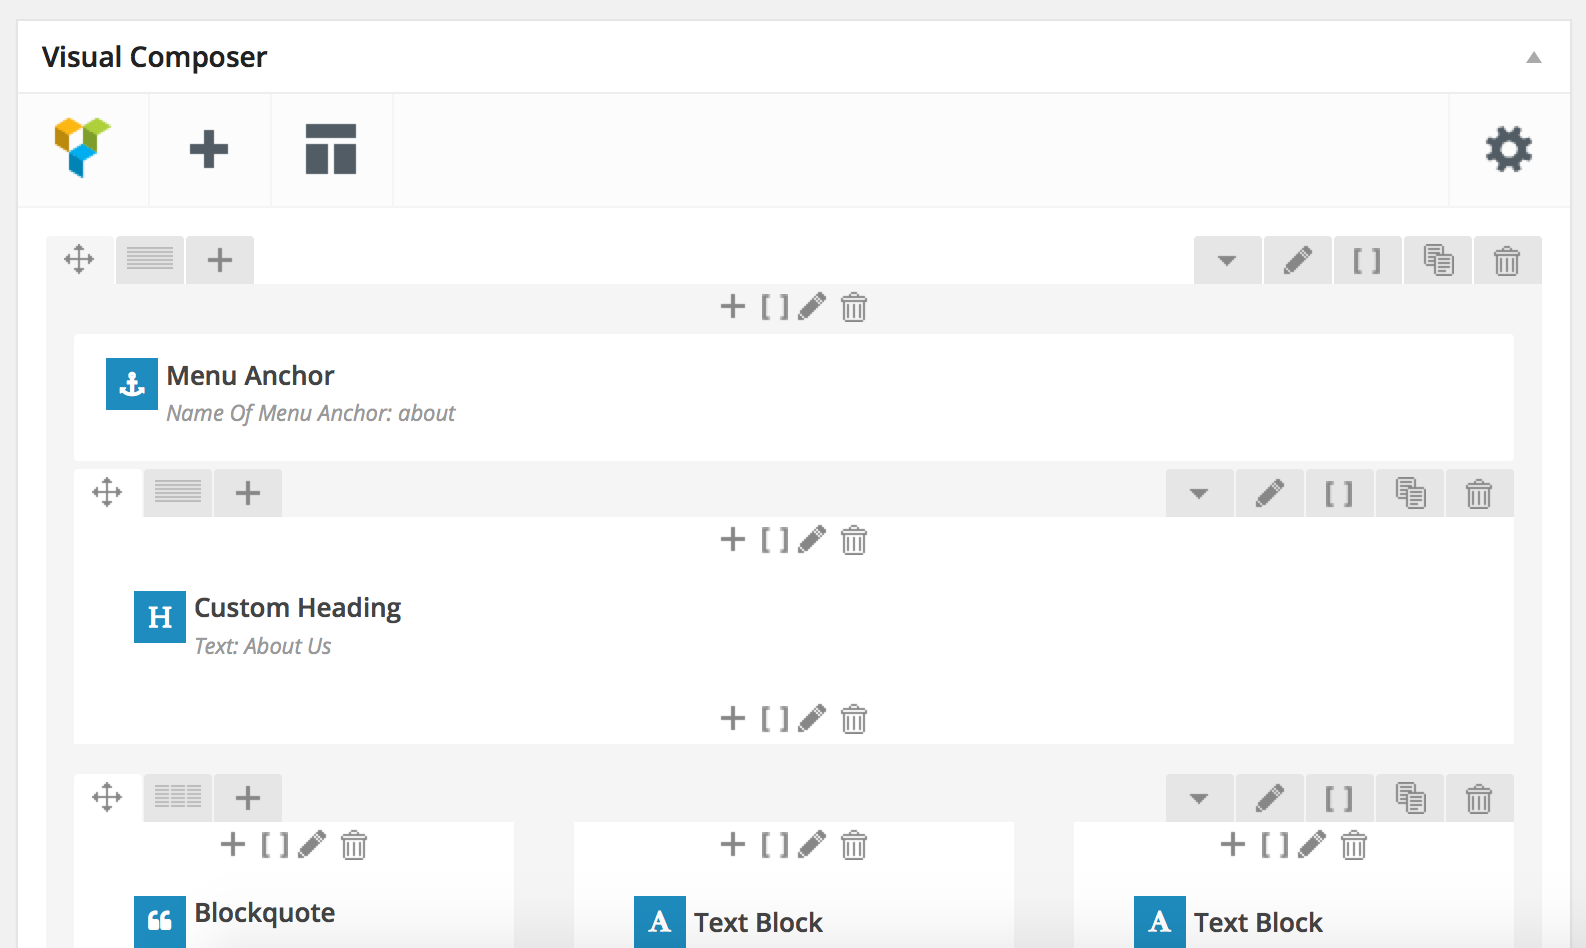 Visual Composer
Menu Anchor
Name Of Menu Anchor: about
Custom Heading
Text: About Us
Blockquote
Text Block
Text Block